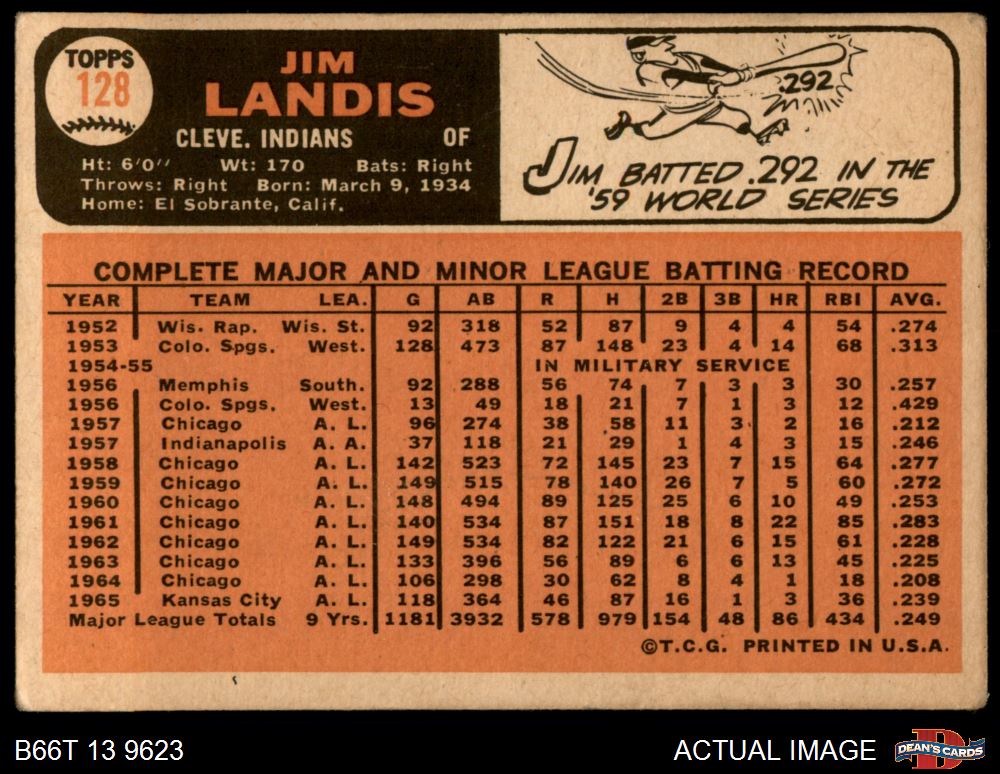 TOPPS
128
JIM
LANDIS
CLEVE. INDIANS OF
Ht: 6'0" Wt: 170 Bats: Right
Throws: Right Born: March 9, 1934
Home: El Sobrante, Calif.
.292
JIM BATTED .292 IN THE
'59 WORLD SERIES
COMPLETE MAJOR AND MINOR LEAGUE BATTING RECORD
YEAR TEAM LEA. G AB R H 2B 3B HR RBI AVG.
1952 Wis. Rap. Wis. St. 92 318 52 87 9 4 4 54 .274
1953 Colo. Spgs. West. 128 473 87 148 23 4 14 68 .313
1954-55 IN MILITARY SERVICE
1956 Memphis South. 92 288 56 74 7 3 3 30 .257
1956 Colo. Spgs. West. 13 49 18 21 7 1 3 12 .429
1957 Chicago A. L. 96 274 38 58 11 3 2 16 .212
1957 Indianapolis A. A. 37 118 21 29 1 4 3 15 .246
1958 Chicago A. L. 142 523 72 145 23 7 15 64 .277
1959 Chicago A. L. 149 515 78 140 26 7 5 60 .272
1960 Chicago A. L. 148 494 89 125 25 6 10 49 .253
1961 Chicago A. L. 140 534 87 151 18 8 22 85 .283
1962 Chicago A. L. 149 534 82 122 21 6 15 61 .228
1963 Chicago A. L. 133 396 56 89 6 6 13 45 .225
1964 Chicago A. L. 106 298 30 62 8 4 1 18 .208
1965 Kansas City A. L. 118 364 46 87 16 1 3 36 .239
Major League Totals 9 Yrs. 1181 3932 578 979 154 48 86 434 .249
©T.C.G. PRINTED IN U.S.A.
B66T 13 9623 ACTUAL IMAGE DEAN'S CARDS